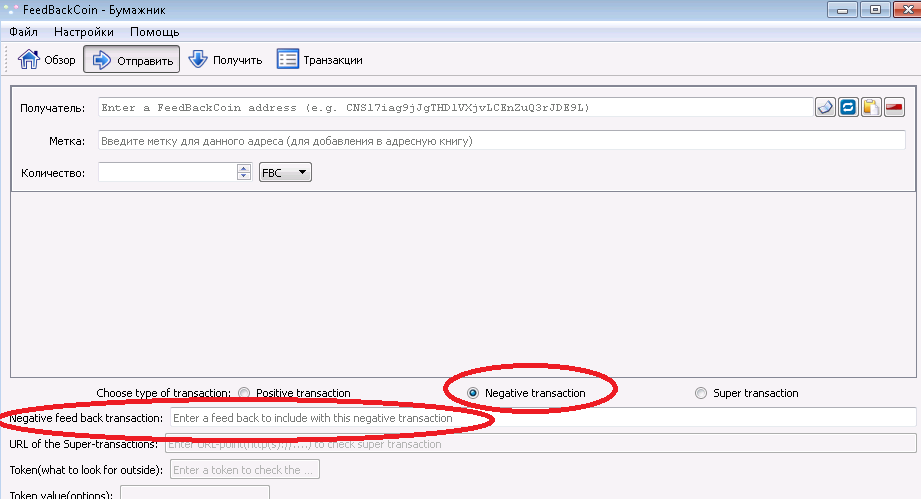 FeedBackCoin - Бумажник
Файл Настройки Помощь
Обзор Отправить Получить Транзакции
Получатель: Enter a FeedBackCoin address (e.g. CNS17iag9jJgTHD1VXjvLCEnZuQ3rJDE9L)
Метка: Введите метку для данного адреса (для добавления в адресную книгу)
Количество: FBC
Choose type of transaction: Positive transaction Negative transaction Super transaction
Negative feed back transaction: Enter a feed back to include with this negative transaction
URL of the Super-transactions: Enter URL-point(http(s)://....) to check super transaction
Token(what to look for outside): Enter a token to check the ...
Token value(options):